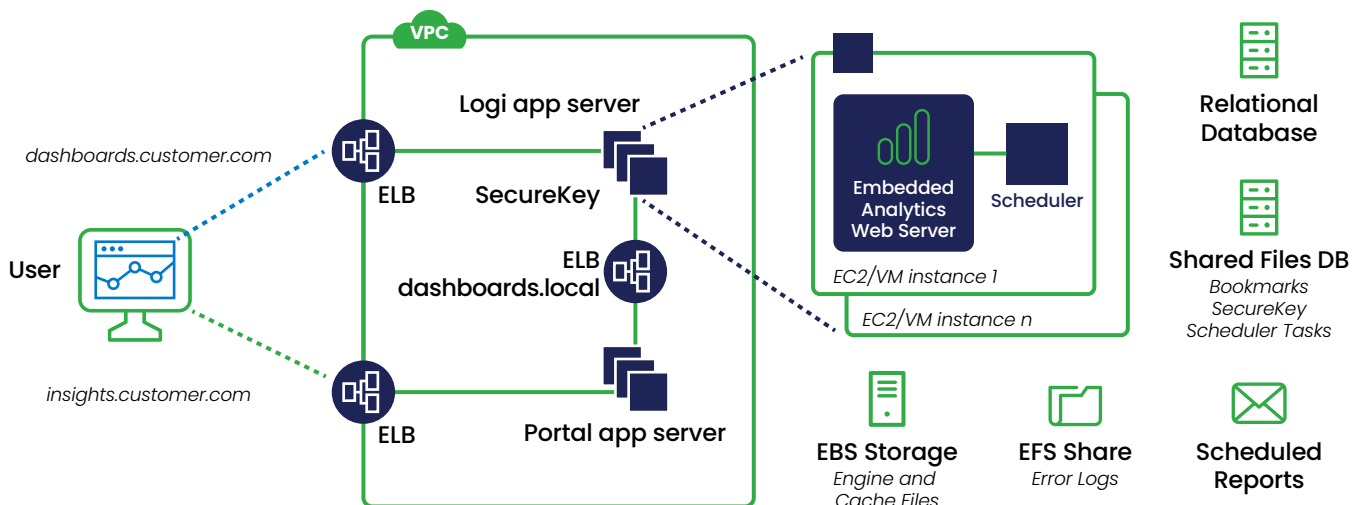 VPC
Logi app server
dashboards.customer.com
ELB
SecureKey
User
ELB
dashboards.local
insights.customer.com
ELB
Portal app server
Embedded
Analytics
Web Server
Scheduler
EC2/VM instance 1
EC2/VM instance n
Relational
Database
Shared Files DB
Bookmarks
SecureKey
Scheduler Tasks
EBS Storage
Engine and
Cache Files
EFS Share
Error Logs
Scheduled
Reports